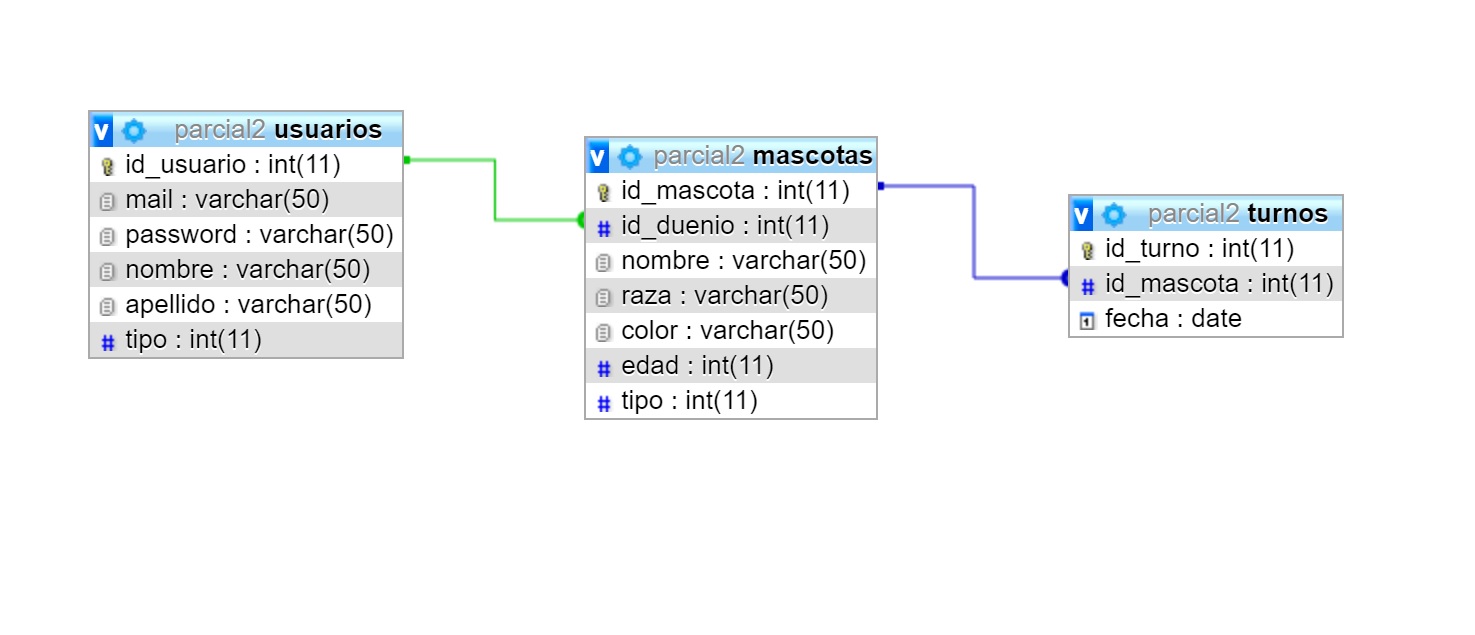 v parcial2 usuarios
id_usuario : int(11)
mail : varchar(50)
password : varchar(50)
nombre : varchar(50)
apellido : varchar(50)
# tipo : int(11)
v parcial2 mascotas
id_mascota : int(11)
# id_duenio : int(11)
nombre : varchar(50)
raza : varchar(50)
color : varchar(50)
# edad : int(11)
# tipo : int(11)
v parcial2 turnos
id_turno : int(11)
# id_mascota : int(11)
fecha : date